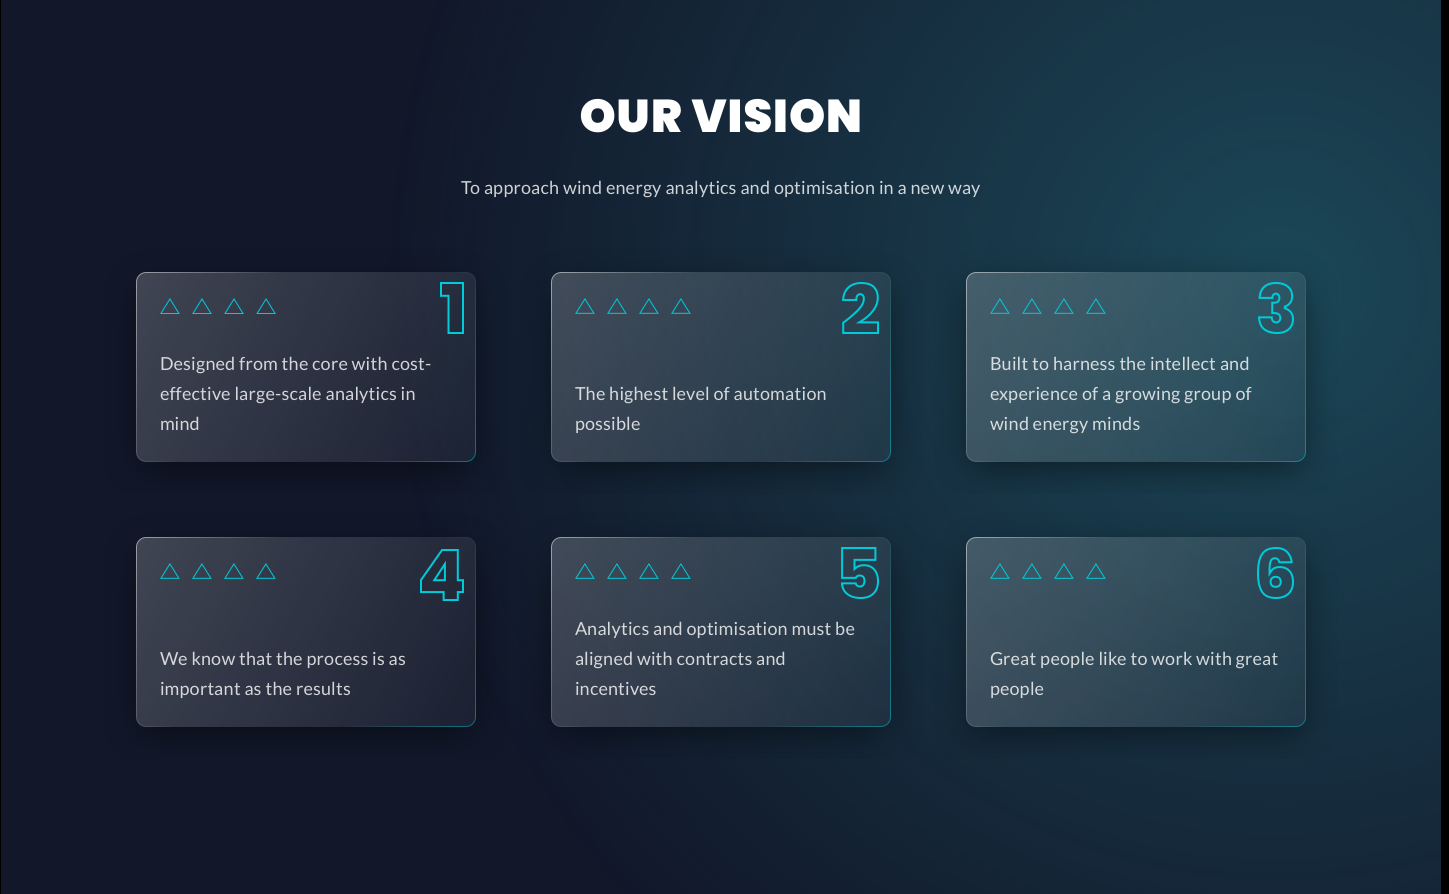 OUR VISION
To approach wind energy analytics and optimisation in a new way
1
Designed from the core with cost-
effective large-scale analytics in
mind
2
The highest level of automation
possible
3
Built to harness the intellect and
experience of a growing group of
wind energy minds
4
We know that the process is as
important as the results
5
Analytics and optimisation must be
aligned with contracts and
incentives
6
Great people like to work with great
people